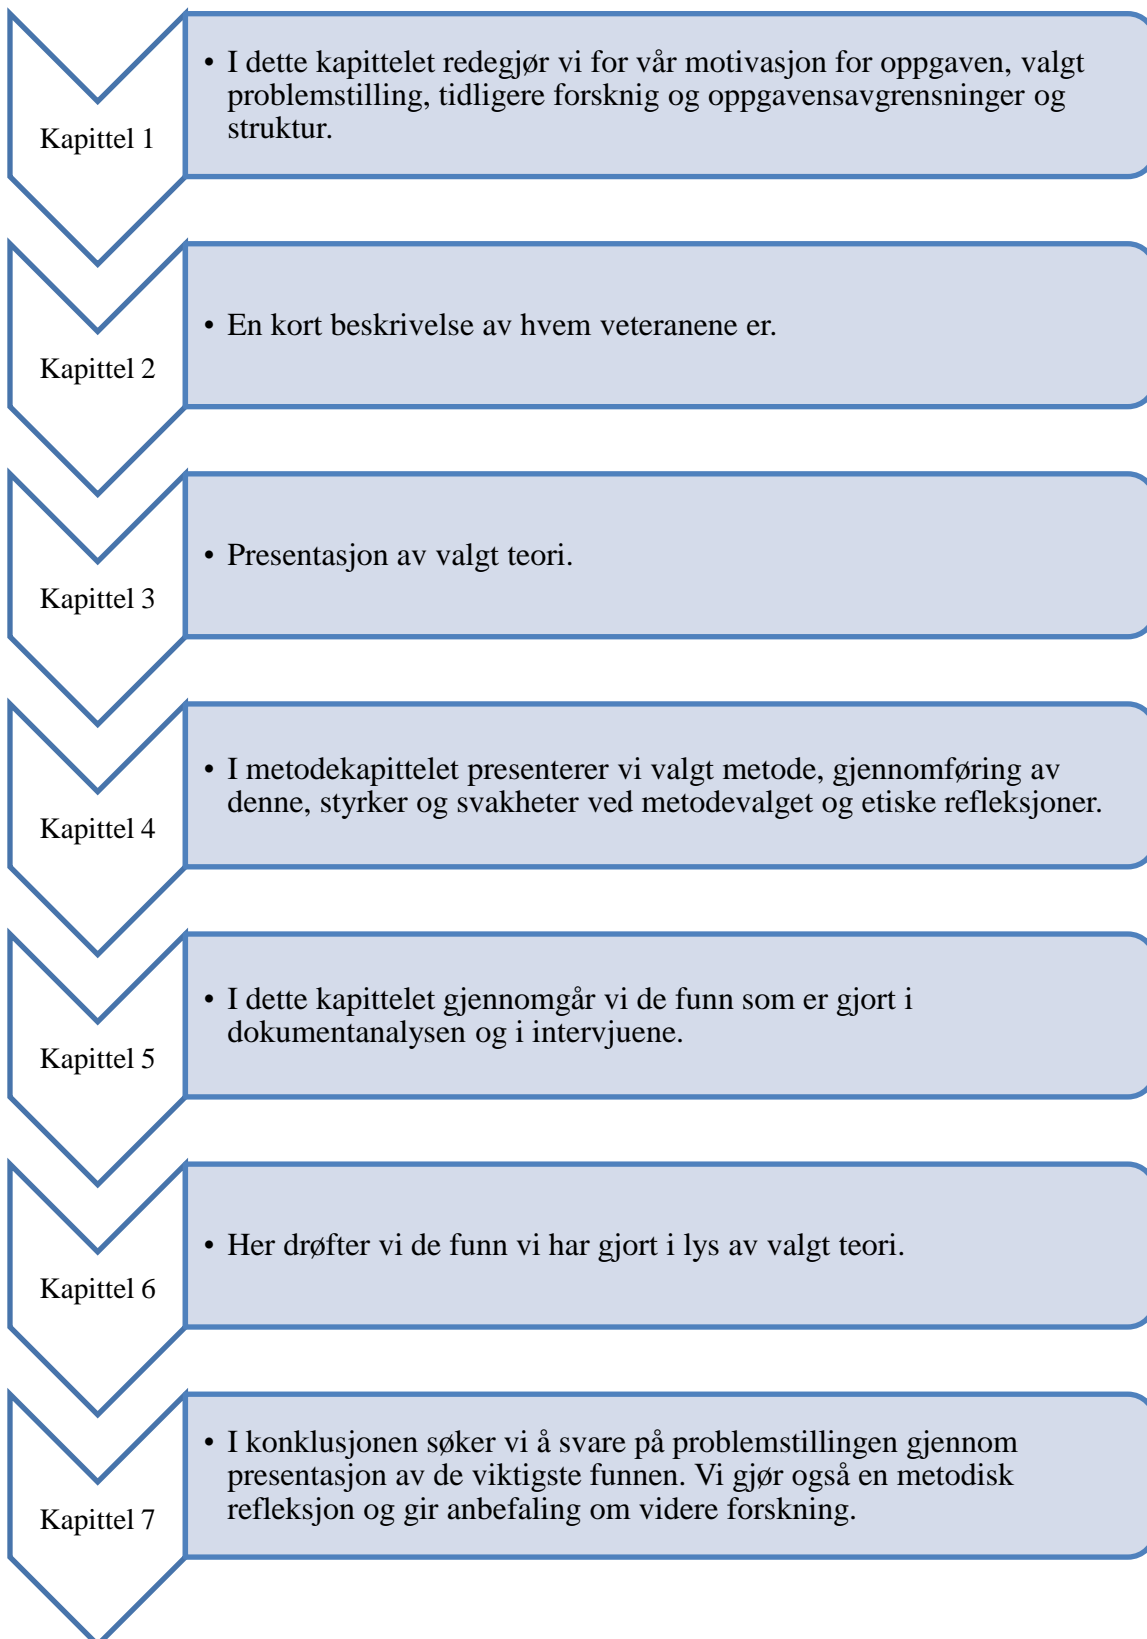 Kapittel 1
• I dette kapittelet redegjør vi for vår motivasjon for oppgaven, valgt
problemstilling, tidligere forsknig og oppgavensavgrensninger og
struktur.
Kapittel 2
• En kort beskrivelse av hvem veteranene er.
Kapittel 3
• Presentasjon av valgt teori.
Kapittel 4
• I metodekapittelet presenterer vi valgt metode, gjennomføring av
denne, styrker og svakheter ved metodevalget og etiske refleksjoner.
Kapittel 5
• I dette kapittelet gjennomgår vi de funn som er gjort i
dokumentanalysen og i intervjuene.
Kapittel 6
• Her drøfter vi de funn vi har gjort i lys av valgt teori.
Kapittel 7
• I konklusjonen søker vi å svare på problemstillingen gjennom
presentasjon av de viktigste funnen. Vi gjør også en metodisk
refleksjon og gir anbefaling om videre forskning.